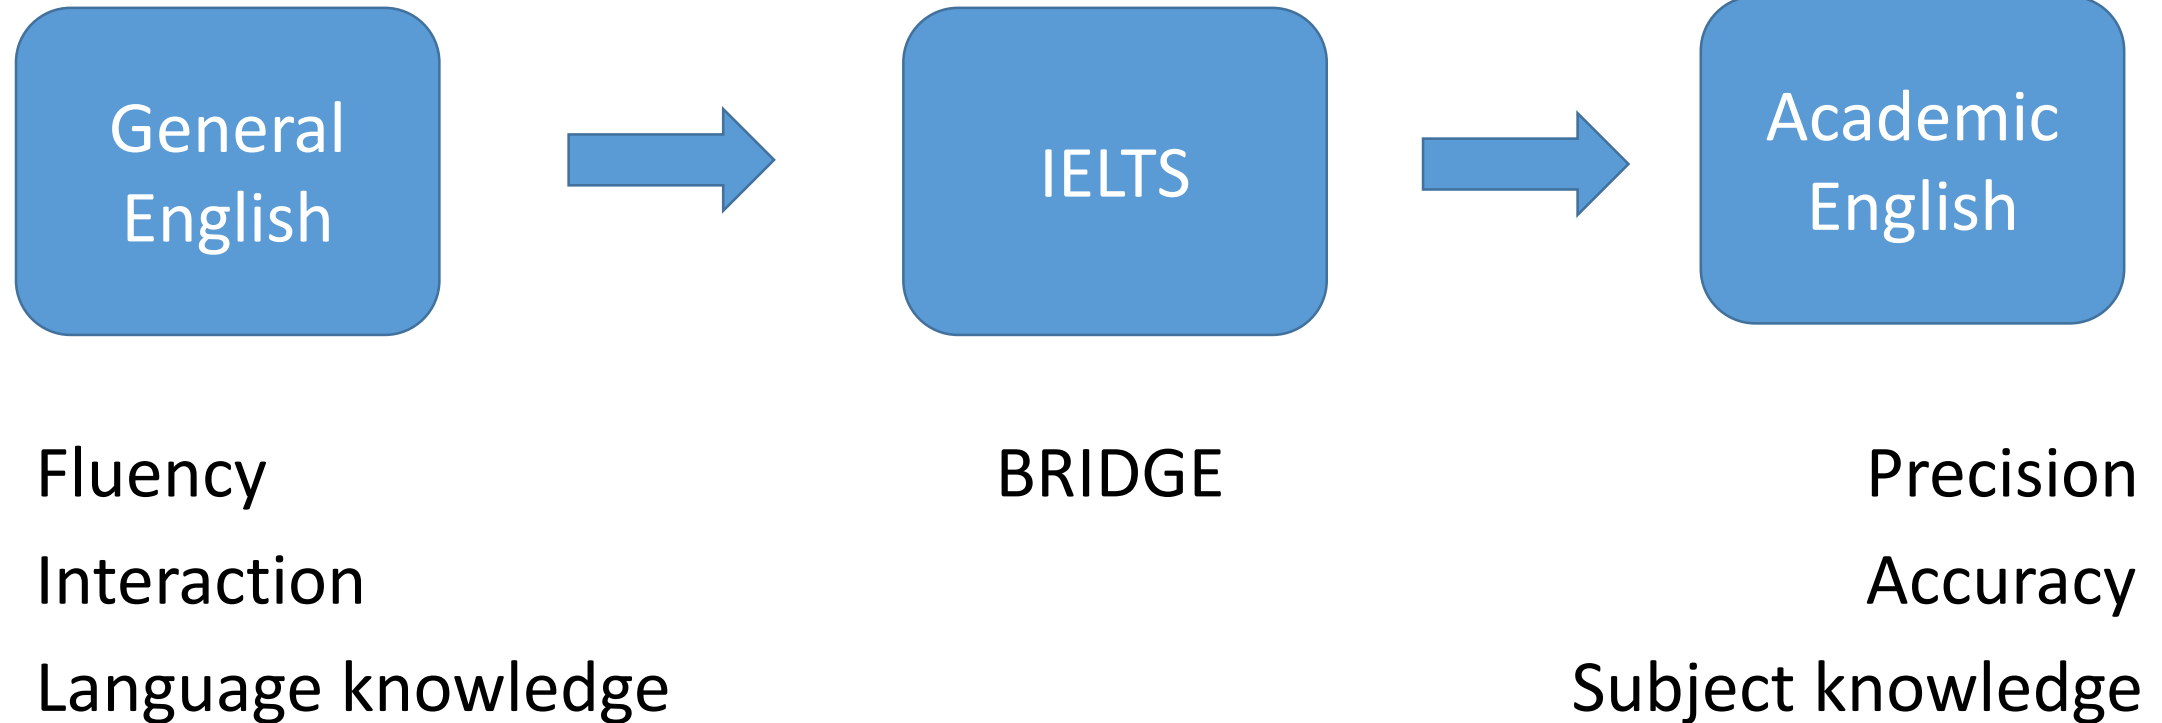 General
English
IELTS
Academic
English
Fluency
BRIDGE
Precision
Interaction
Accuracy
Language knowledge
Subject knowledge